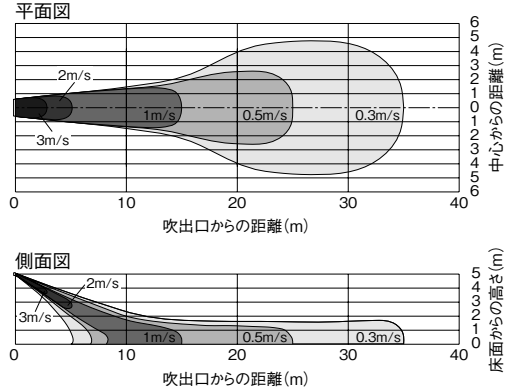 平面図
2m/s
3m/s
1m/s
0.5m/s
0.3m/s
6
5
4
3
2
1
0
1
2
3
4
5
6
中心からの距離(m)
0
10
20
30
40
吹出口からの距離(m)
側面図
2m/s
3m/s
1m/s
0.5m/s
0.3m/s
5
4
3
2
1
0
床面からの高さ(m)
0
10
20
30
40
吹出口からの距離(m)